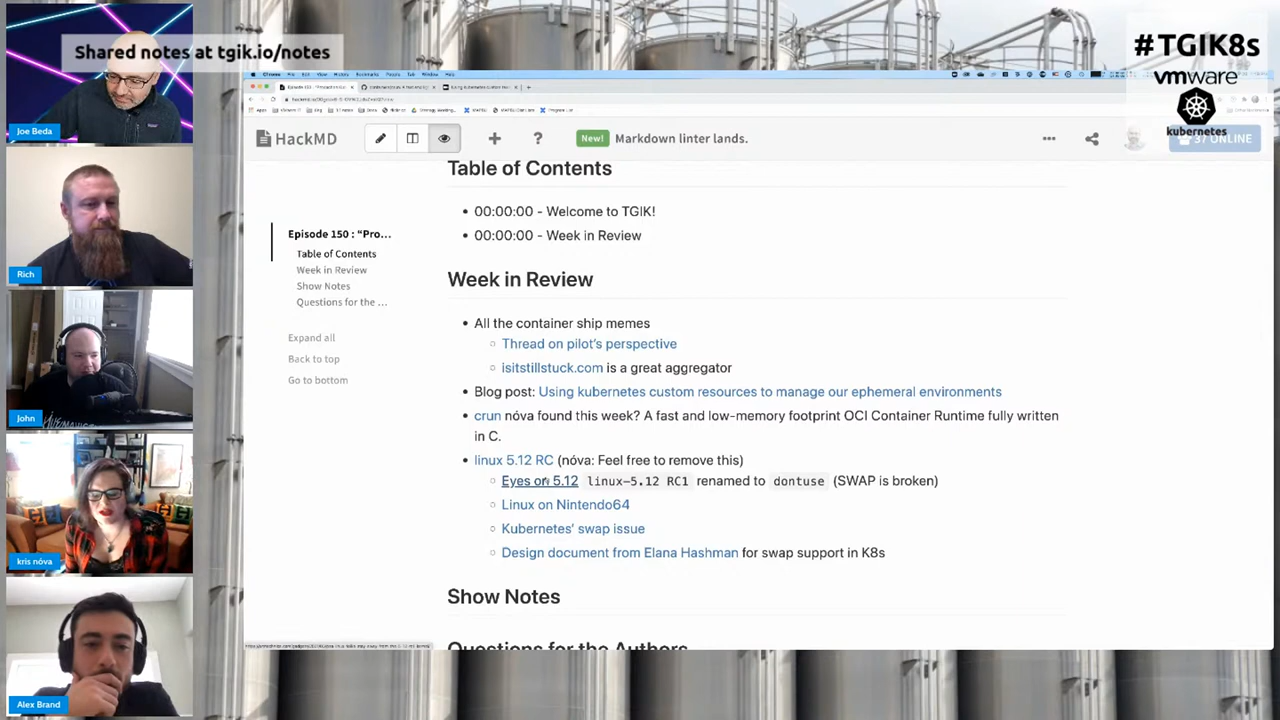 Shared notes at tgik.io/notes
#TGIK8s
vmware
kubernetes
Joe Beda
Rich
John
kris nóva
Alex Brand
HackMD
?
New! Markdown linter lands.
37 ONLINE
Episode 150 : “Pro...
Table of Contents
Week in Review
Show Notes
Questions for the ...
Expand all
Back to top
Go to bottom
Table of Contents
00:00:00 - Welcome to TGIK!
00:00:00 - Week in Review
Week in Review
All the container ship memes
Thread on pilot's perspective
isitstillstuck.com is a great aggregator
Blog post: Using kubernetes custom resources to manage our ephemeral environments
crun nóva found this week? A fast and low-memory footprint OCI Container Runtime fully written
in C.
linux 5.12 RC (nóva: Feel free to remove this)
Eyes on 5.12 linux-5.12 RC1 renamed to dontuse (SWAP is broken)
Linux on Nintendo64
Kubernetes' swap issue
Design document from Elana Hashman for swap support in K8s
Show Notes
Questions for the Authors